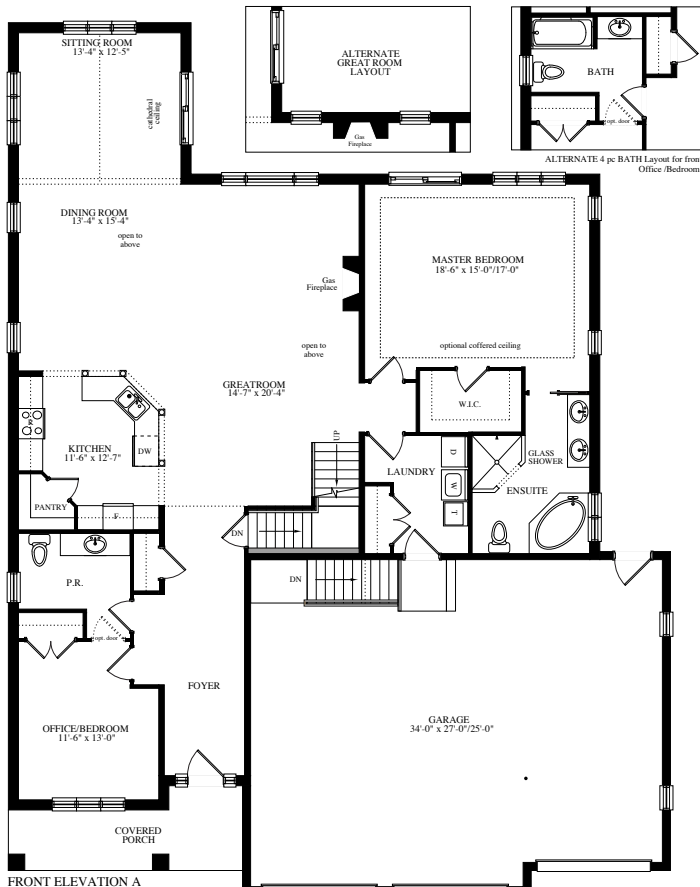 SITTING ROOM
13'-4" x 12'-5"
cathedral
ceiling
ALTERNATE
GREAT ROOM
LAYOUT
Gas
Fireplace
BATH
opt. door
ALTERNATE 4 pc BATH Layout for fron
Office /Bedroom
DINING ROOM
13'-4" x 15'-4"
open to
above
Gas
Fireplace
MASTER BEDROOM
18'-6" x 15'-0"/17'-0"
open to
above
optional coffered ceiling
GREATROOM
14'-7" x 20'-4"
W.I.C.
KITCHEN
11'-6" x 12'-7"
DW
UP
LAUNDRY
D
W
T
GLASS
SHOWER
ENSUITE
PANTRY
F
DN
P.R.
opt. door
DN
FOYER
OFFICE/BEDROOM
11'-6" x 13'-0"
GARAGE
34'-0" x 27'-0"/25'-0"
COVERED
PORCH
FRONT ELEVATION A